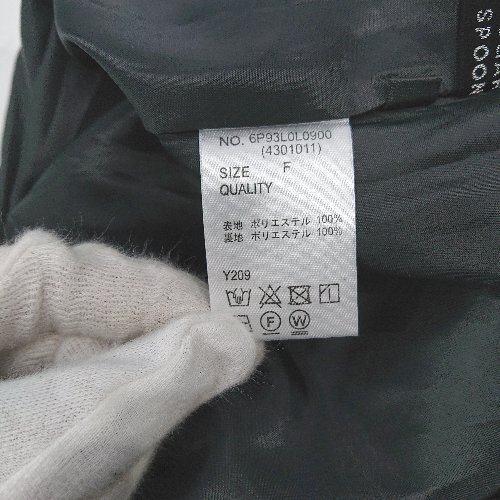 SPOON
NO. 6P93L0L0900
(4301011)
SIZE F
QUALITY
表地 ポリエステル 100%
裏地 ポリエステル 100%
Y209
F
W